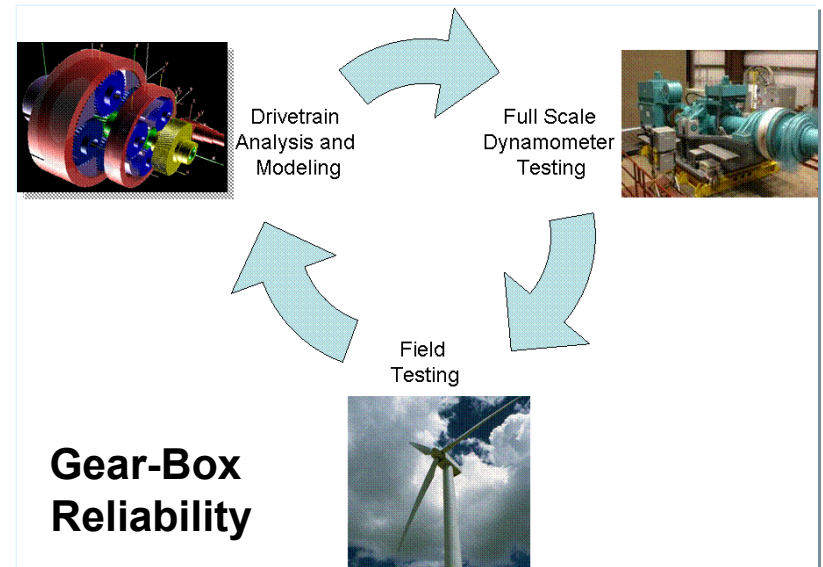 Drivetrain
Analysis and
Modeling
Full Scale
Dynamometer
Testing
Field
Testing
Gear-Box
Reliability